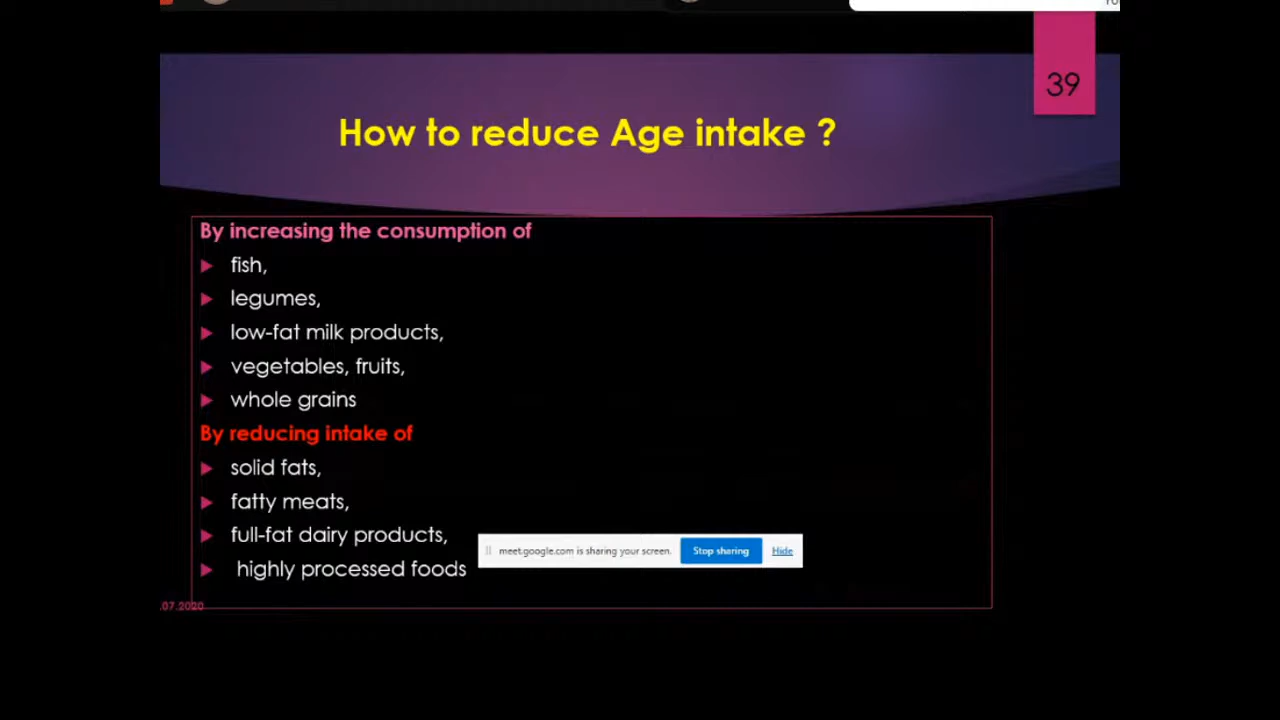 39
How to reduce Age intake ?
By increasing the consumption of
fish,
legumes,
low-fat milk products,
vegetables, fruits,
whole grains
By reducing intake of
solid fats,
fatty meats,
full-fat dairy products,
meet.google.com is sharing your screen. Stop sharing Hide
highly processed foods
.07.2020